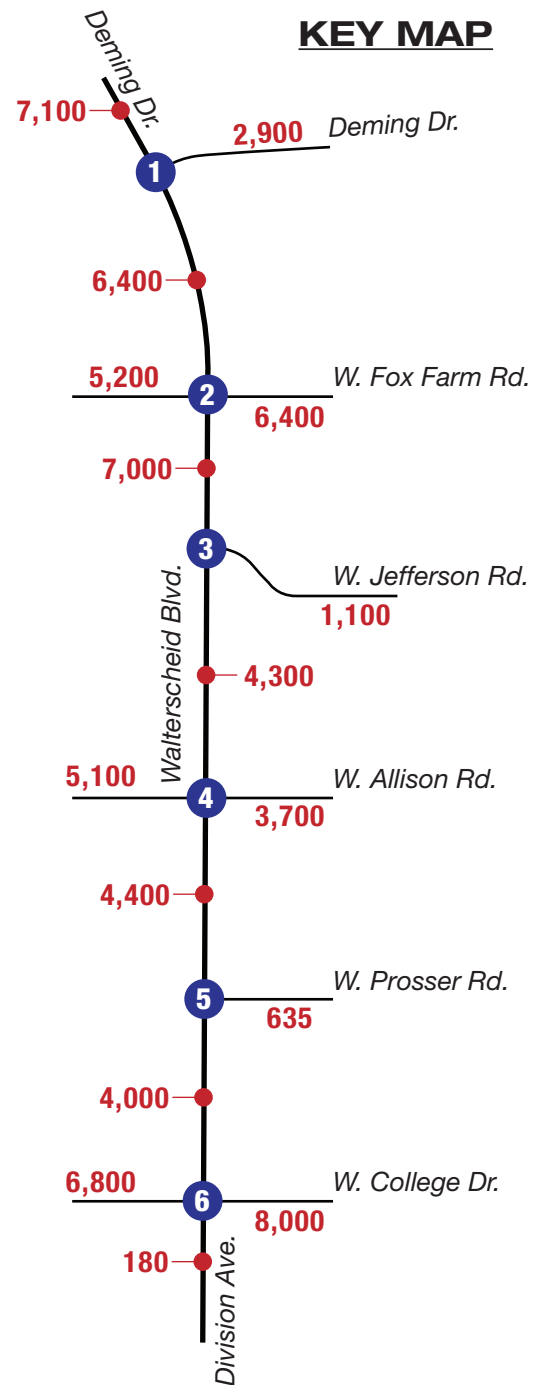 KEY MAP
Deming Dr.
7,100
2,900
Deming Dr.
1
6,400
5,200
W. Fox Farm Rd.
2
6,400
7,000
3
W. Jefferson Rd.
1,100
Walterscheid Blvd.
4,300
5,100
W. Allison Rd.
4
3,700
4,400
W. Prosser Rd.
5
635
4,000
6,800
W. College Dr.
6
8,000
180
Division Ave.